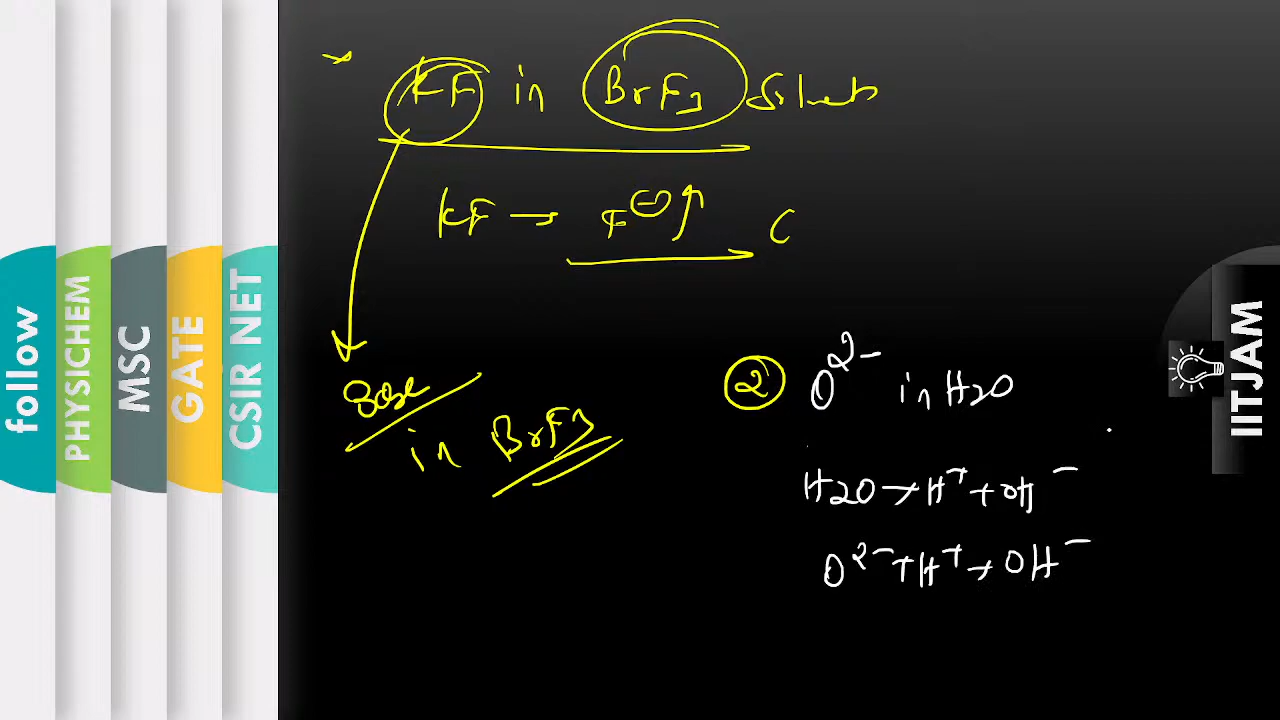 follow
PHYSICHEM
MSC
GATE
CSIR NET
KF in BrF3 Solvent
KF → F⊖↑ C
Base
in BrF3
② O²⁻ in H2O
H2O → H⁺ + OH⁻
O²⁻ + H⁺ → OH⁻
IITJAM